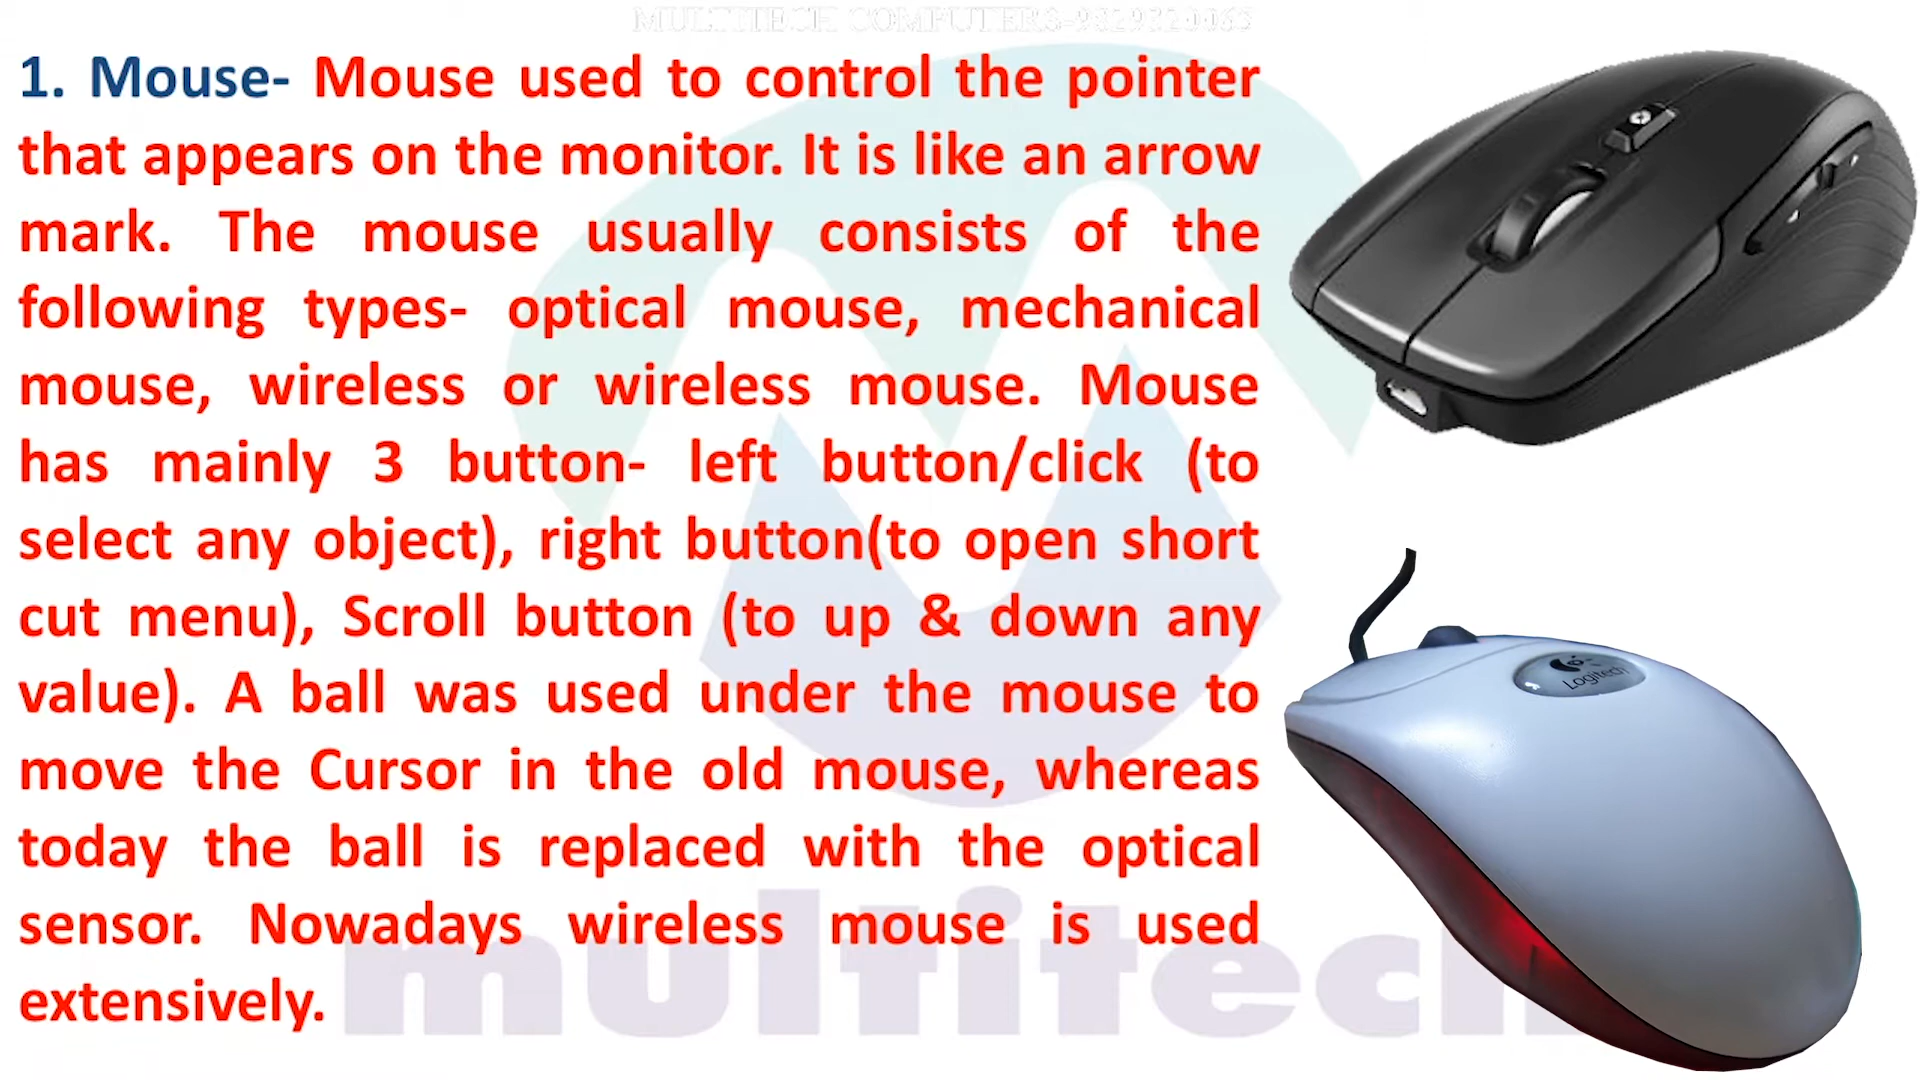 MULTITECH COMPUTERS-9829320063
1. Mouse- Mouse used to control the pointer
that appears on the monitor. It is like an arrow
mark. The mouse usually consists of the
following types- optical mouse, mechanical
mouse, wireless or wireless mouse. Mouse
has mainly 3 button- left button/click (to
select any object), right button(to open short
cut menu), Scroll button (to up & down any
value). A ball was used under the mouse to
move the Cursor in the old mouse, whereas
today the ball is replaced with the optical
sensor. Nowadays wireless mouse is used
extensively.
multitech
Logitech